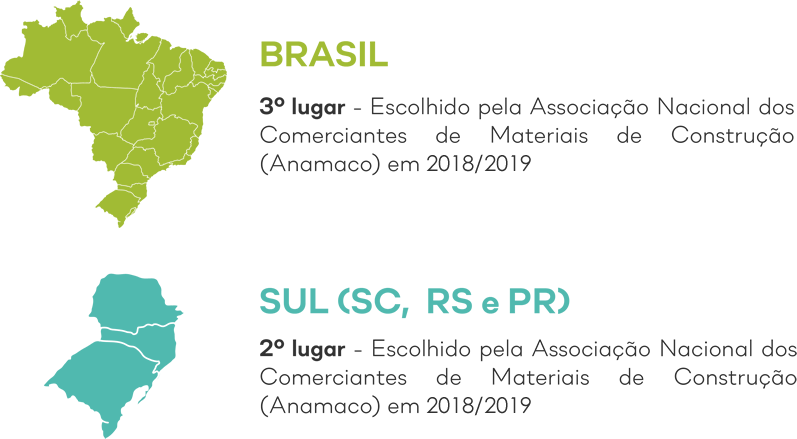 BRASIL
3º lugar - Escolhido pela Associação Nacional dos
Comerciantes de Materiais de Construção
(Anamaco) em 2018/2019
SUL (SC, RS e PR)
2º lugar - Escolhido pela Associação Nacional dos
Comerciantes de Materiais de Construção
(Anamaco) em 2018/2019